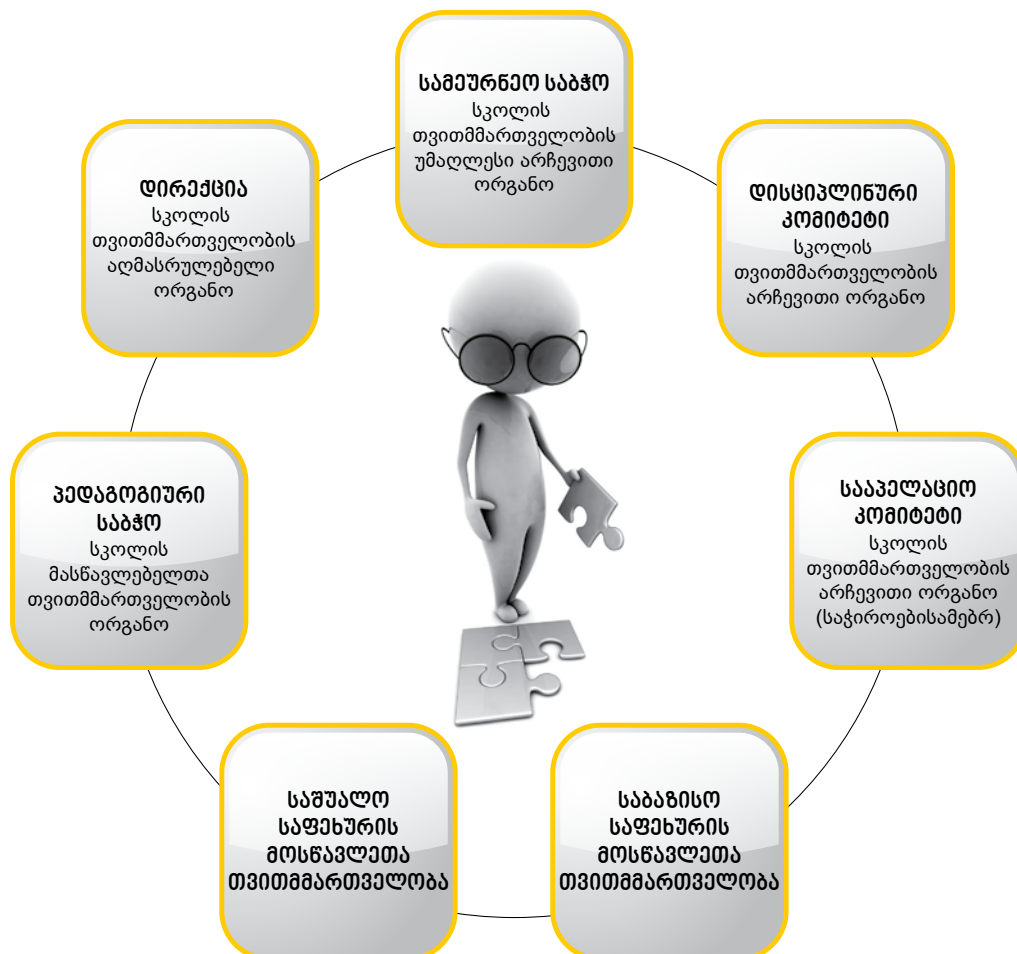 სამეურნეო საბჭო
სკოლის
თვითმმართველობის
უმაღლესი არჩევითი
ორგანო
დირექცია
სკოლის
თვითმმართველობის
აღმასრულებელი
ორგანო
დისციპლინური
კომიტეტი
სკოლის
თვითმმართველობის
არჩევითი ორგანო
პედაგოგიური
საბჭო
სკოლის
მასწავლებელთა
თვითმმართველობის
ორგანო
სააპელაციო
კომიტეტი
სკოლის
თვითმმართველობის
არჩევითი ორგანო
(საჭიროებისამებრ)
საშუალო
საფეხურის
მოსწავლეთა
თვითმმართველობა
საბაზისო
საფეხურის
მოსწავლეთა
თვითმმართველობა